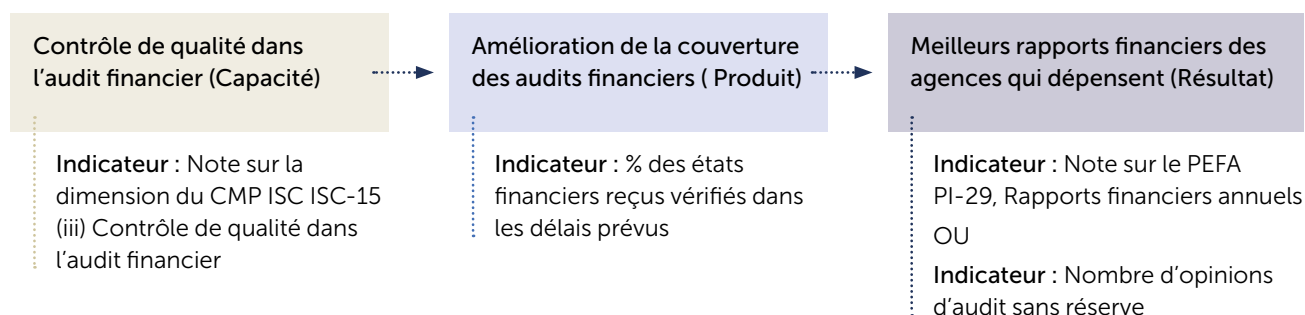 Contrôle de qualité dans
l'audit financier (Capacité)
Indicateur : Note sur la
dimension du CMP ISC ISC-15
(iii) Contrôle de qualité dans
l'audit financier
Amélioration de la couverture
des audits financiers ( Produit)
Indicateur : % des états
financiers reçus vérifiés dans
les délais prévus
Meilleurs rapports financiers des
agences qui dépensent (Résultat)
Indicateur : Note sur le PEFA
PI-29, Rapports financiers annuels
OU
Indicateur : Nombre d'opinions
d'audit sans réserve